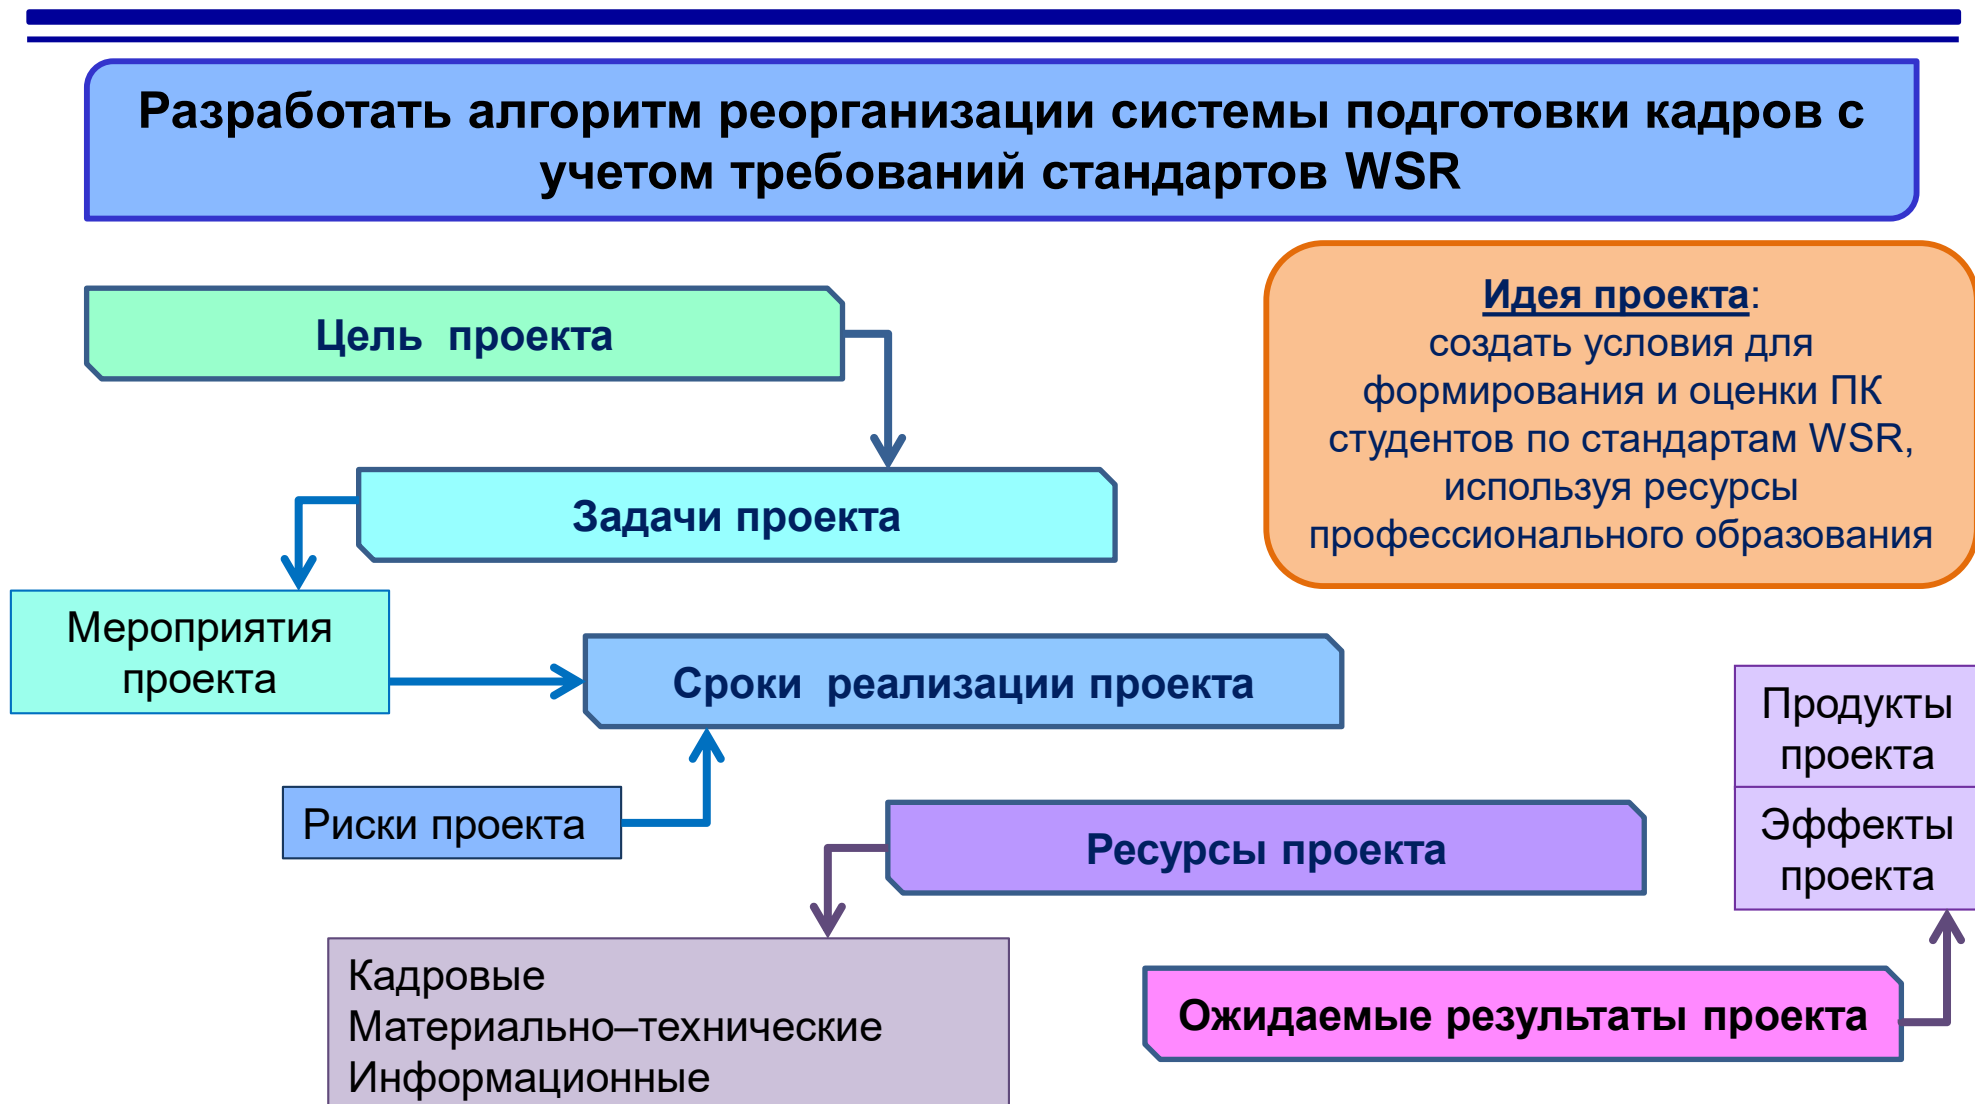 Разработать алгоритм реорганизации системы подготовки кадров с
учетом требований стандартов WSR
Цель проекта
Идея проекта:
создать условия для
формирования и оценки ПК
студентов по стандартам WSR,
используя ресурсы
профессионального образования
Задачи проекта
Мероприятия
проекта
Сроки реализации проекта
Продукты
проекта
Риски проекта
Ресурсы проекта
Эффекты
проекта
Кадровые
Материально–технические
Информационные
Ожидаемые результаты проекта